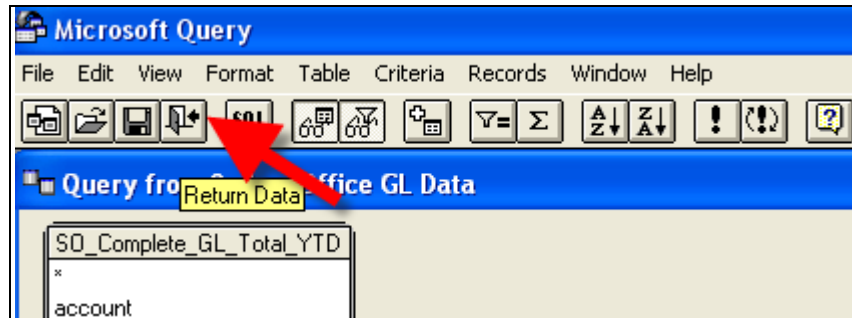 Microsoft Query
File Edit View Format Table Criteria Records Window Help
SQL
Query fro Office GL Data
Return Data
SO_Complete_GL_Total_YTD
*
account